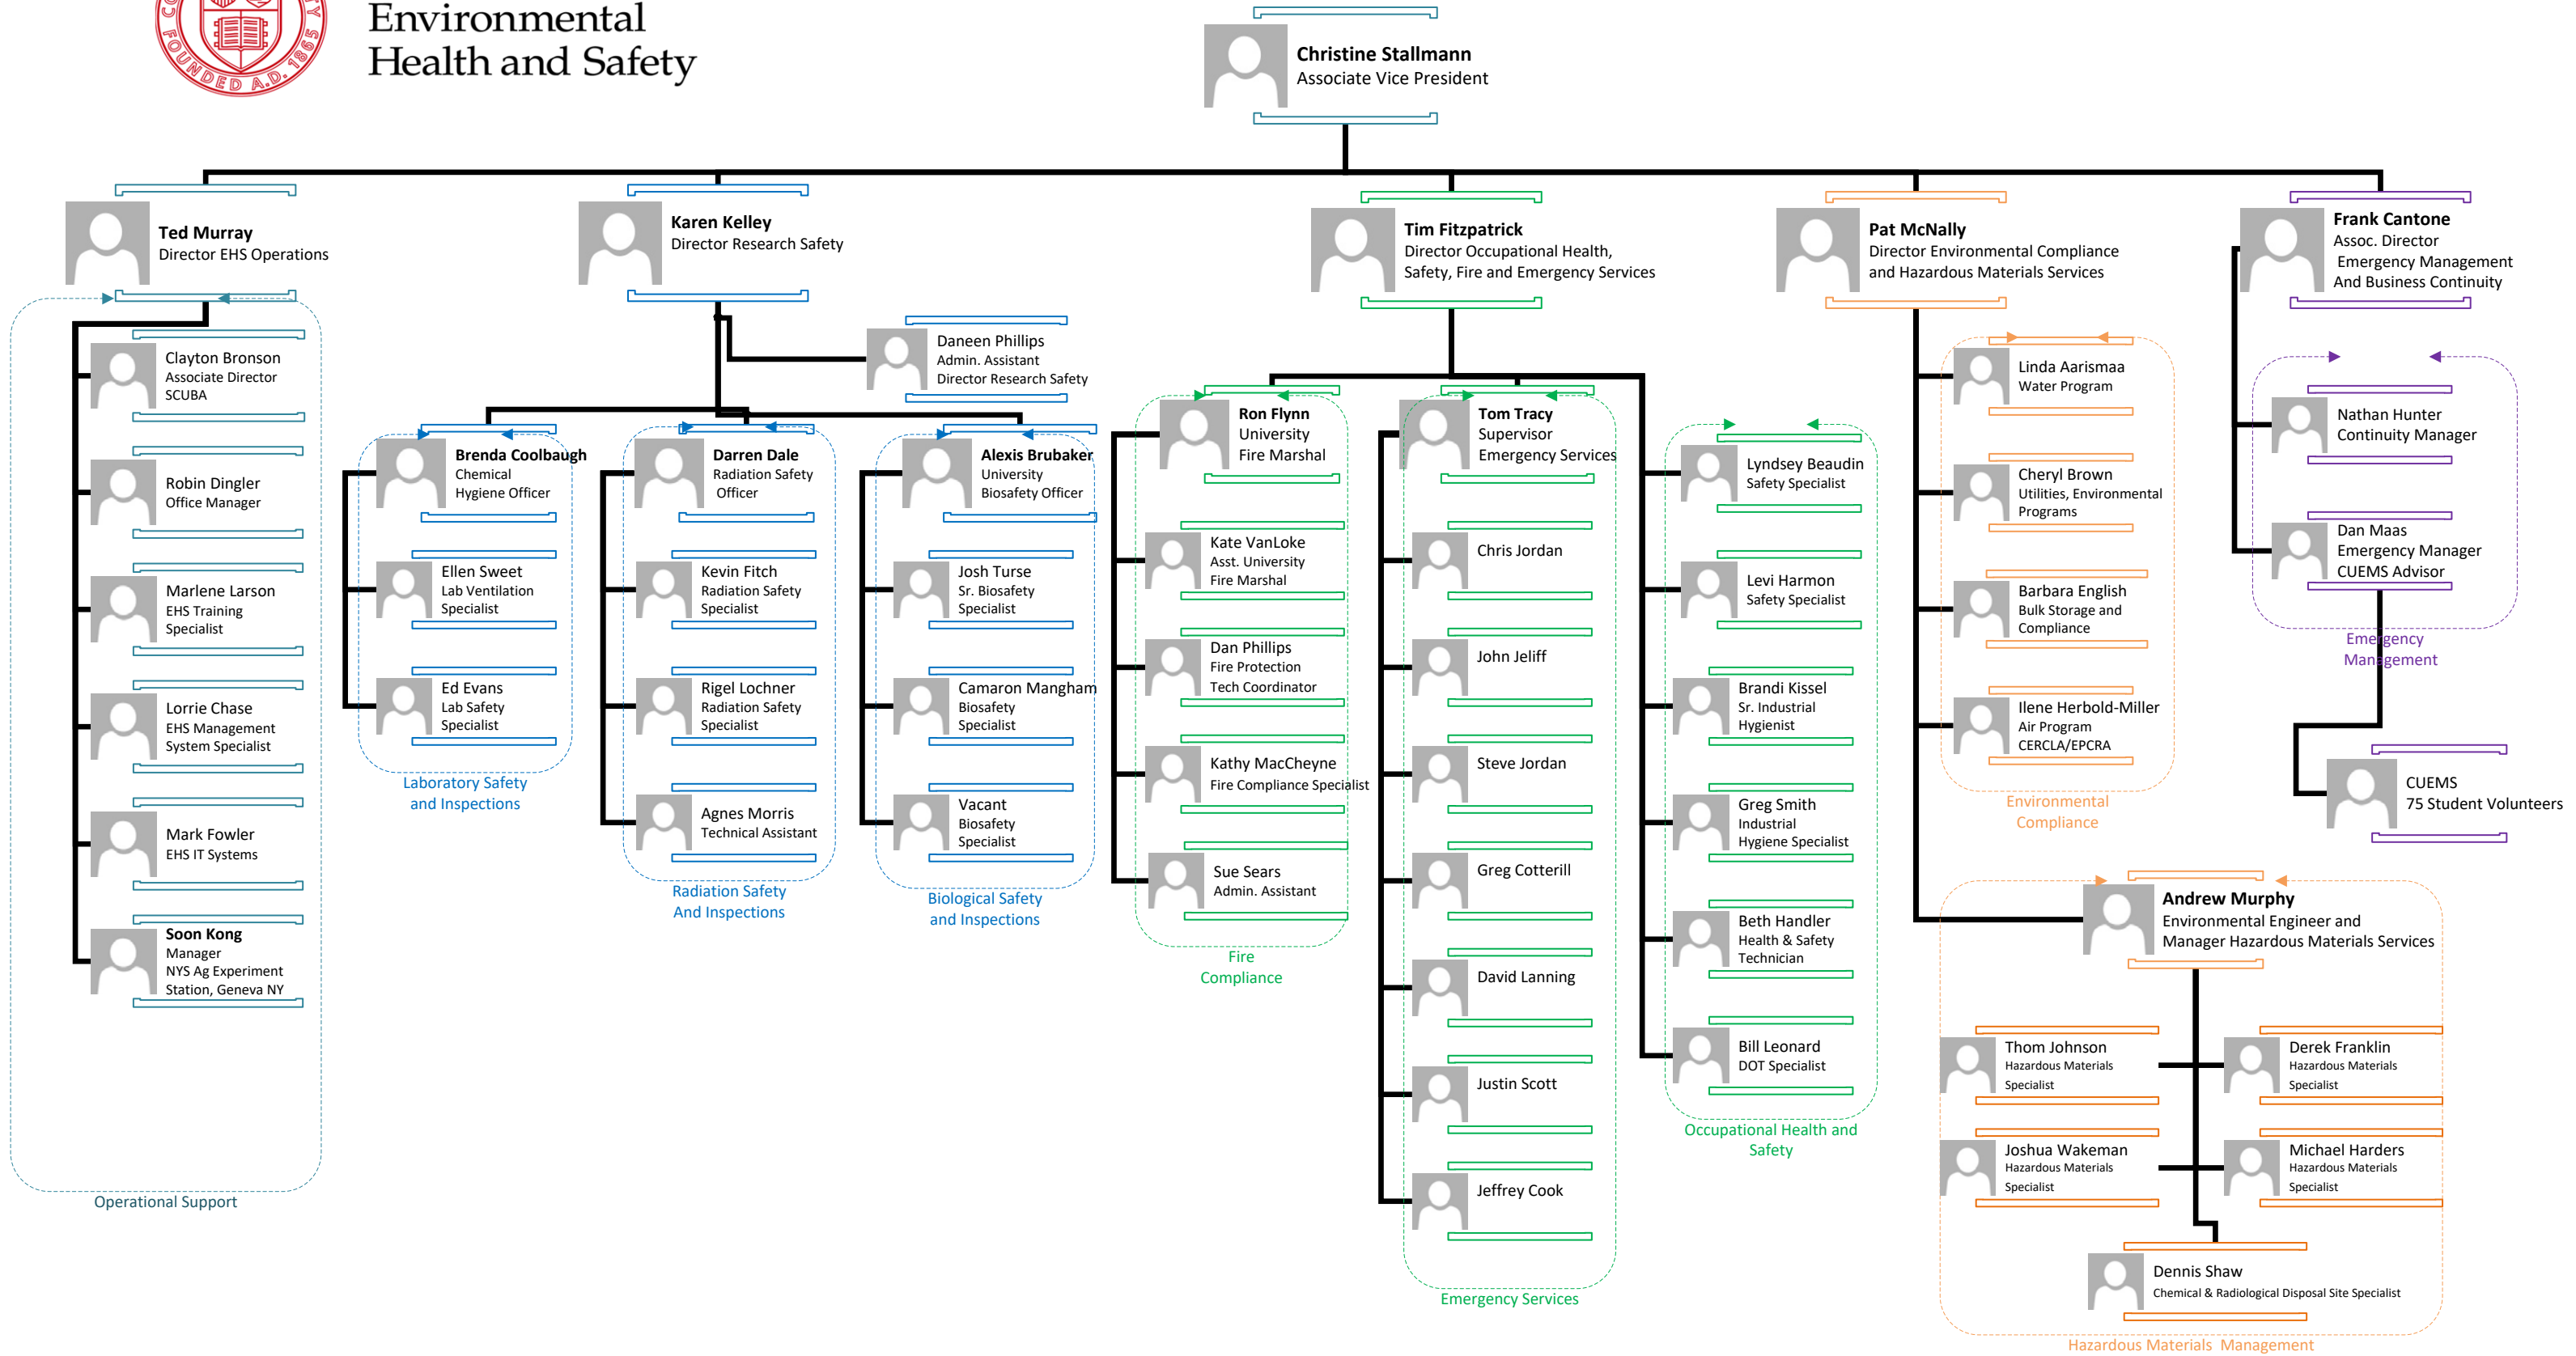 FOUNDED A.D. 1865
Environmental
Health and Safety
Christine Stallmann
Associate Vice President
Ted Murray
Director EHS Operations
Karen Kelley
Director Research Safety
Tim Fitzpatrick
Director Occupational Health,
Safety, Fire and Emergency Services
Pat McNally
Director Environmental Compliance
and Hazardous Materials Services
Frank Cantone
Assoc. Director
Emergency Management
And Business Continuity
Clayton Bronson
Associate Director
SCUBA
Robin Dingler
Office Manager
Marlene Larson
EHS Training
Specialist
Lorrie Chase
EHS Management
System Specialist
Mark Fowler
EHS IT Systems
Soon Kong
Manager
NYS Ag Experiment
Station, Geneva NY
Operational Support
Daneen Phillips
Admin. Assistant
Director Research Safety
Brenda Coolbaugh
Chemical
Hygiene Officer
Ellen Sweet
Lab Ventilation
Specialist
Ed Evans
Lab Safety
Specialist
Laboratory Safety
and Inspections
Darren Dale
Radiation Safety
Officer
Kevin Fitch
Radiation Safety
Specialist
Rigel Lochner
Radiation Safety
Specialist
Agnes Morris
Technical Assistant
Radiation Safety
And Inspections
Alexis Brubaker
University
Biosafety Officer
Josh Turse
Sr. Biosafety
Specialist
Camaron Mangham
Biosafety
Specialist
Vacant
Biosafety
Specialist
Biological Safety
and Inspections
Ron Flynn
University
Fire Marshal
Kate VanLoke
Asst. University
Fire Marshal
Dan Phillips
Fire Protection
Tech Coordinator
Kathy MacCheyne
Fire Compliance Specialist
Sue Sears
Admin. Assistant
Fire
Compliance
Tom Tracy
Supervisor
Emergency Services
Chris Jordan
John Jeliff
Steve Jordan
Greg Cotterill
David Lanning
Justin Scott
Jeffrey Cook
Emergency Services
Lyndsey Beaudin
Safety Specialist
Levi Harmon
Safety Specialist
Brandi Kissel
Sr. Industrial
Hygienist
Greg Smith
Industrial
Hygiene Specialist
Beth Handler
Health & Safety
Technician
Bill Leonard
DOT Specialist
Occupational Health and
Safety
Linda Aarismaa
Water Program
Cheryl Brown
Utilities, Environmental
Programs
Barbara English
Bulk Storage and
Compliance
Ilene Herbold-Miller
Air Program
CERCLA/EPCRA
Environmental
Compliance
Andrew Murphy
Environmental Engineer and
Manager Hazardous Materials Services
Thom Johnson
Hazardous Materials
Specialist
Derek Franklin
Hazardous Materials
Specialist
Joshua Wakeman
Hazardous Materials
Specialist
Michael Harders
Hazardous Materials
Specialist
Dennis Shaw
Chemical & Radiological Disposal Site Specialist
Hazardous Materials Management
Nathan Hunter
Continuity Manager
Dan Maas
Emergency Manager
CUEMS Advisor
Emergency
Management
CUEMS
75 Student Volunteers